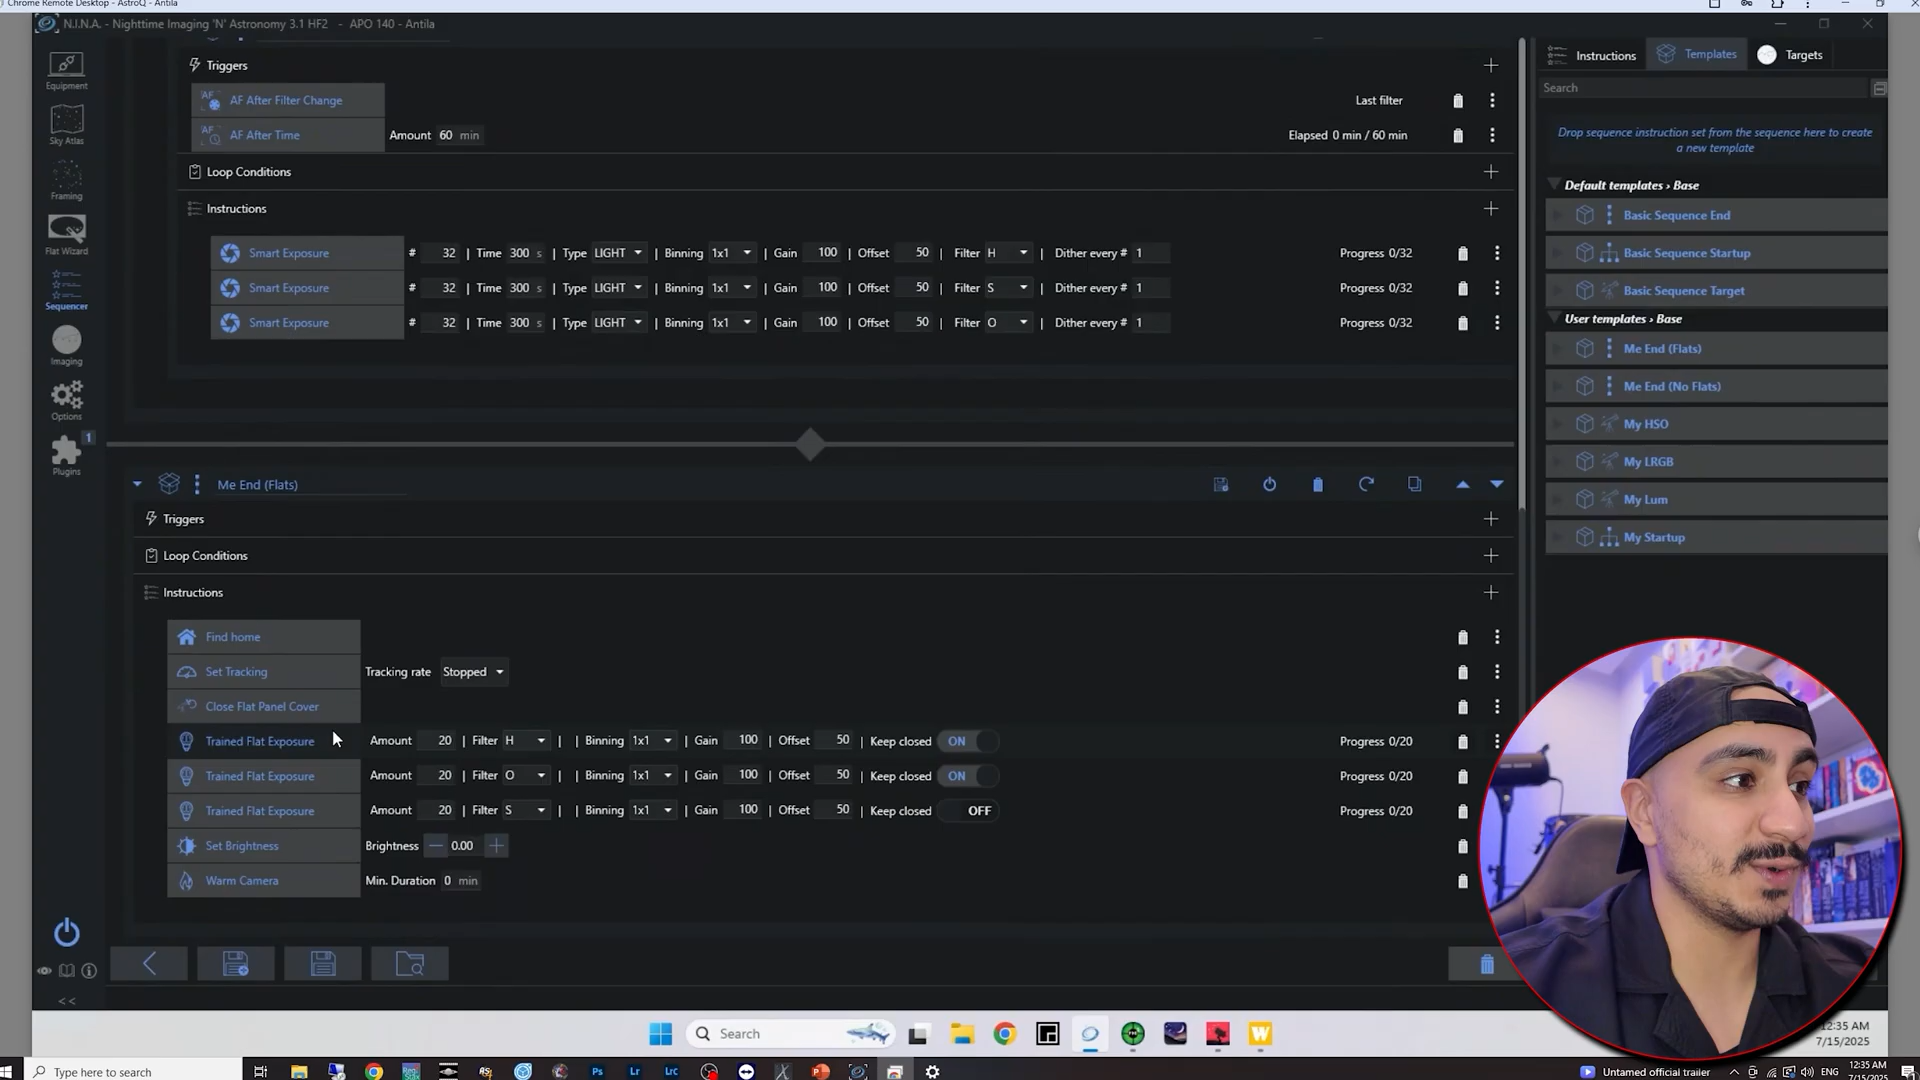 Chrome Remote Desktop - AstroQ - Antila
N.I.N.A. - Nighttime Imaging 'N' Astronomy 3.1 HF2 - APO 140 - Antila
Equipment
Sky Atlas
Framing
Flat Wizard
Sequencer
Imaging
Options
1
Plugins
<<
Triggers
AF After Filter Change Last filter
AF After Time Amount 60 min Elapsed 0 min / 60 min
Loop Conditions
Instructions
Smart Exposure # 32 | Time 300 s | Type LIGHT | Binning 1x1 | Gain 100 | Offset 50 | Filter H | Dither every # 1 Progress 0/32
Smart Exposure # 32 | Time 300 s | Type LIGHT | Binning 1x1 | Gain 100 | Offset 50 | Filter S | Dither every # 1 Progress 0/32
Smart Exposure # 32 | Time 300 s | Type LIGHT | Binning 1x1 | Gain 100 | Offset 50 | Filter O | Dither every # 1 Progress 0/32
Me End (Flats)
Triggers
Loop Conditions
Instructions
Find home
Set Tracking Tracking rate Stopped
Close Flat Panel Cover
Trained Flat Exposure Amount 20 | Filter H | | Binning 1x1 | Gain 100 | Offset 50 | Keep closed ON Progress 0/20
Trained Flat Exposure Amount 20 | Filter O | | Binning 1x1 | Gain 100 | Offset 50 | Keep closed ON Progress 0/20
Trained Flat Exposure Amount 20 | Filter S | | Binning 1x1 | Gain 100 | Offset 50 | Keep closed OFF Progress 0/20
Set Brightness Brightness 0.00
Warm Camera Min. Duration 0 min
Instructions Templates Targets
Search
Drop sequence instruction set from the sequence here to create
a new template
Default templates › Base
Basic Sequence End
Basic Sequence Startup
Basic Sequence Target
User templates › Base
Me End (Flats)
Me End (No Flats)
My HSO
My LRGB
My Lum
My Startup
Search
12:35 AM
7/15/2025
Type here to search
Ps
Lr
Lrc
Untamed official trailer
ENG
12:35 AM
7/15/2025